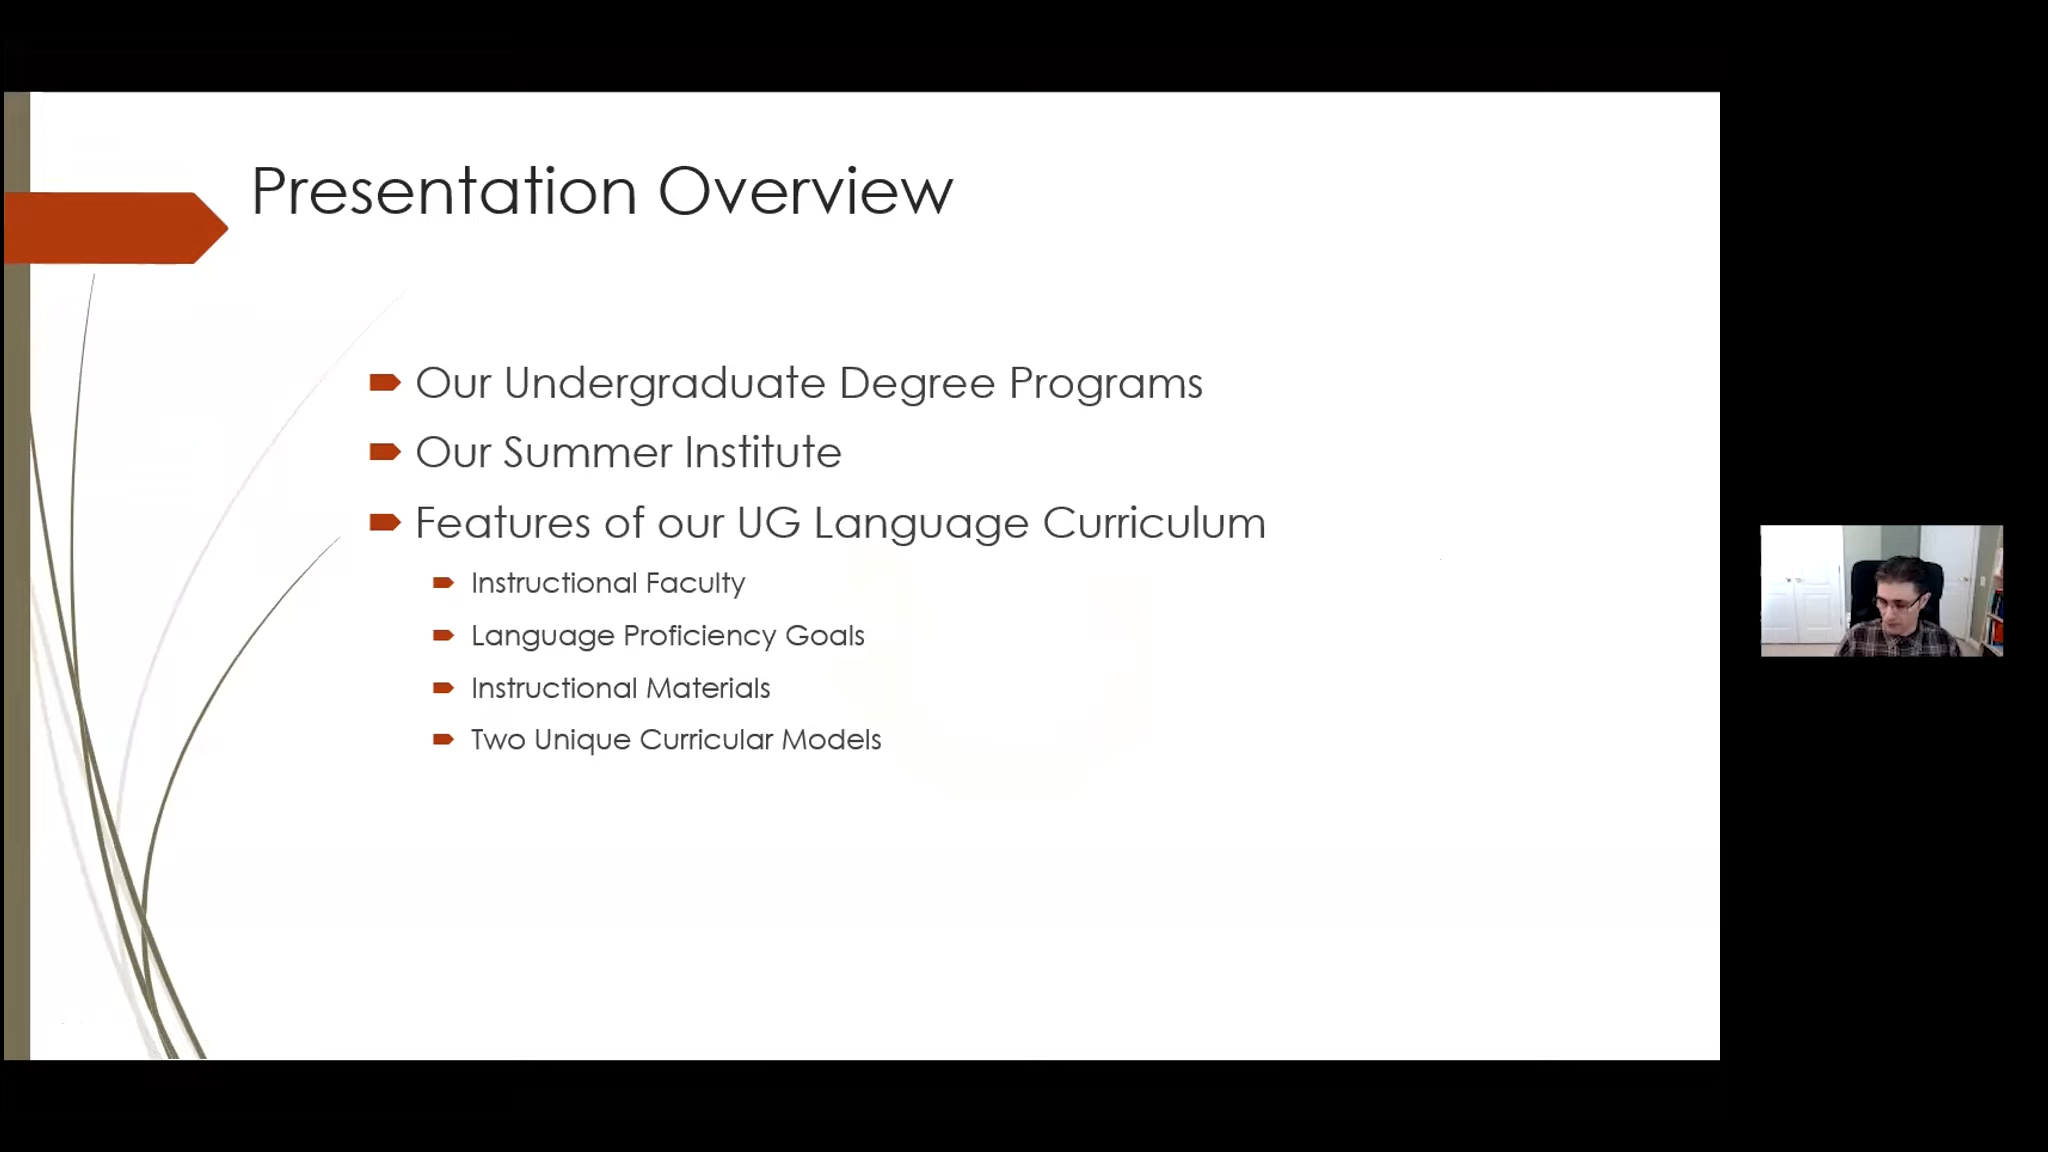 Presentation Overview
Our Undergraduate Degree Programs
Our Summer Institute
Features of our UG Language Curriculum
Instructional Faculty
Language Proficiency Goals
Instructional Materials
Two Unique Curricular Models